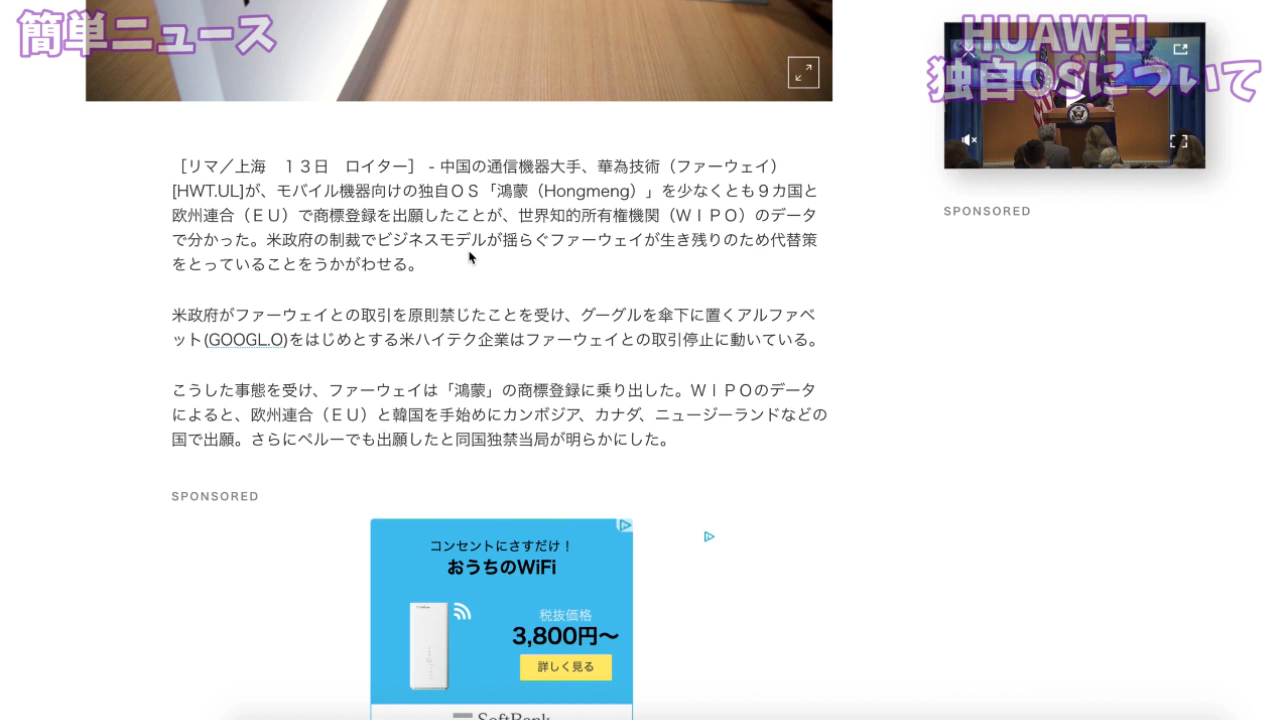 簡単ニュース
HUAWEI
独自OSについて
［リマ／上海　１３日　ロイター］ - 中国の通信機器大手、華為技術（ファーウェイ）
[HWT.UL]が、モバイル機器向けの独自ＯＳ「鴻蒙（Hongmeng）」を少なくとも９カ国と
欧州連合（ＥＵ）で商標登録を出願したことが、世界知的所有権機関（ＷＩＰＯ）のデータ
で分かった。米政府の制裁でビジネスモデルが揺らぐファーウェイが生き残りのため代替策
をとっていることをうかがわせる。
SPONSORED
米政府がファーウェイとの取引を原則禁じたことを受け、グーグルを傘下に置くアルファベ
ット(GOOGL.O)をはじめとする米ハイテク企業はファーウェイとの取引停止に動いている。
こうした事態を受け、ファーウェイは「鴻蒙」の商標登録に乗り出した。ＷＩＰＯのデータ
によると、欧州連合（ＥＵ）と韓国を手始めにカンボジア、カナダ、ニュージーランドなどの
国で出願。さらにペルーでも出願したと同国独禁当局が明らかにした。
SPONSORED
コンセントにさすだけ！
おうちのWiFi
税抜価格
3,800円〜
詳しく見る
SoftBank